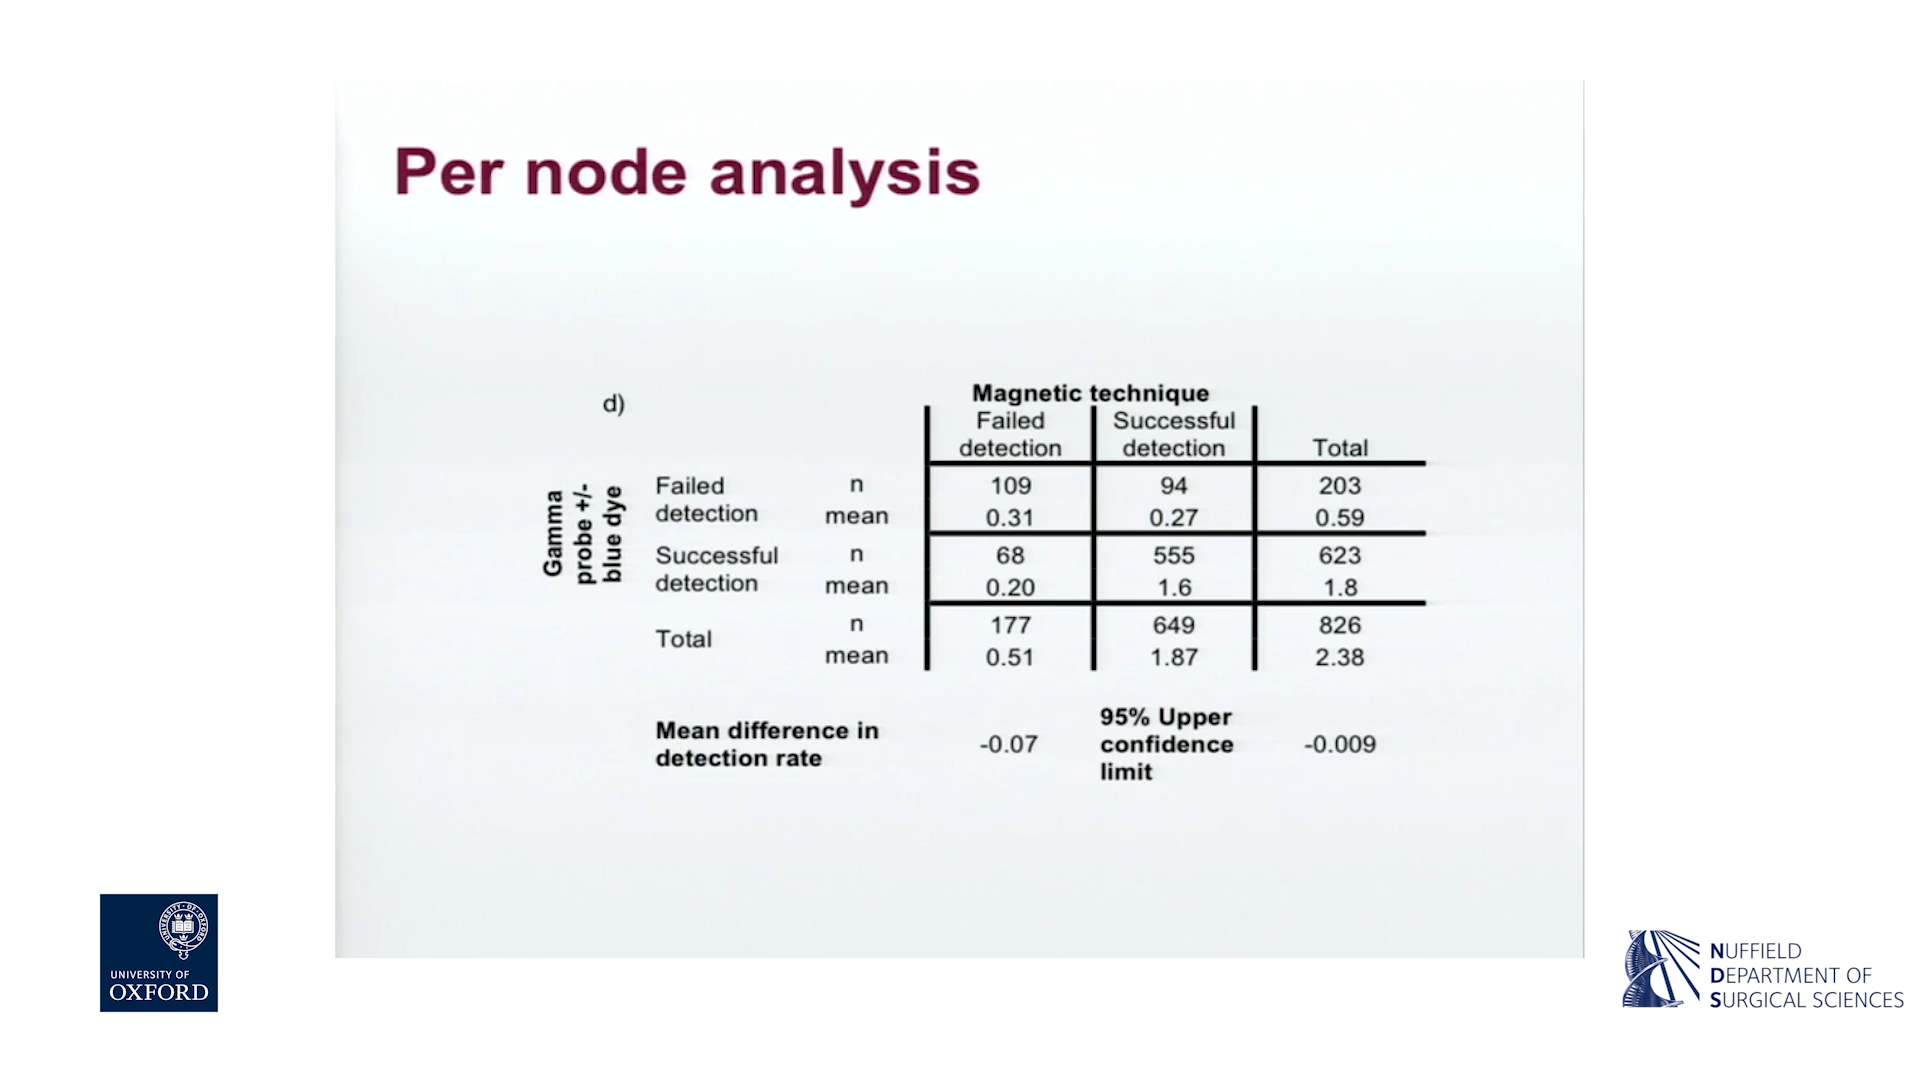 Per node analysis
d)
Magnetic technique
Failed detection
Successful detection
Total
Gamma probe +/- blue dye
Failed detection
n 109 94 203
mean 0.31 0.27 0.59
Successful detection
n 68 555 623
mean 0.20 1.6 1.8
Total
n 177 649 826
mean 0.51 1.87 2.38
Mean difference in
detection rate
-0.07
95% Upper
confidence
limit
-0.009
UNIVERSITY OF
OXFORD
NUFFIELD
DEPARTMENT OF
SURGICAL SCIENCES